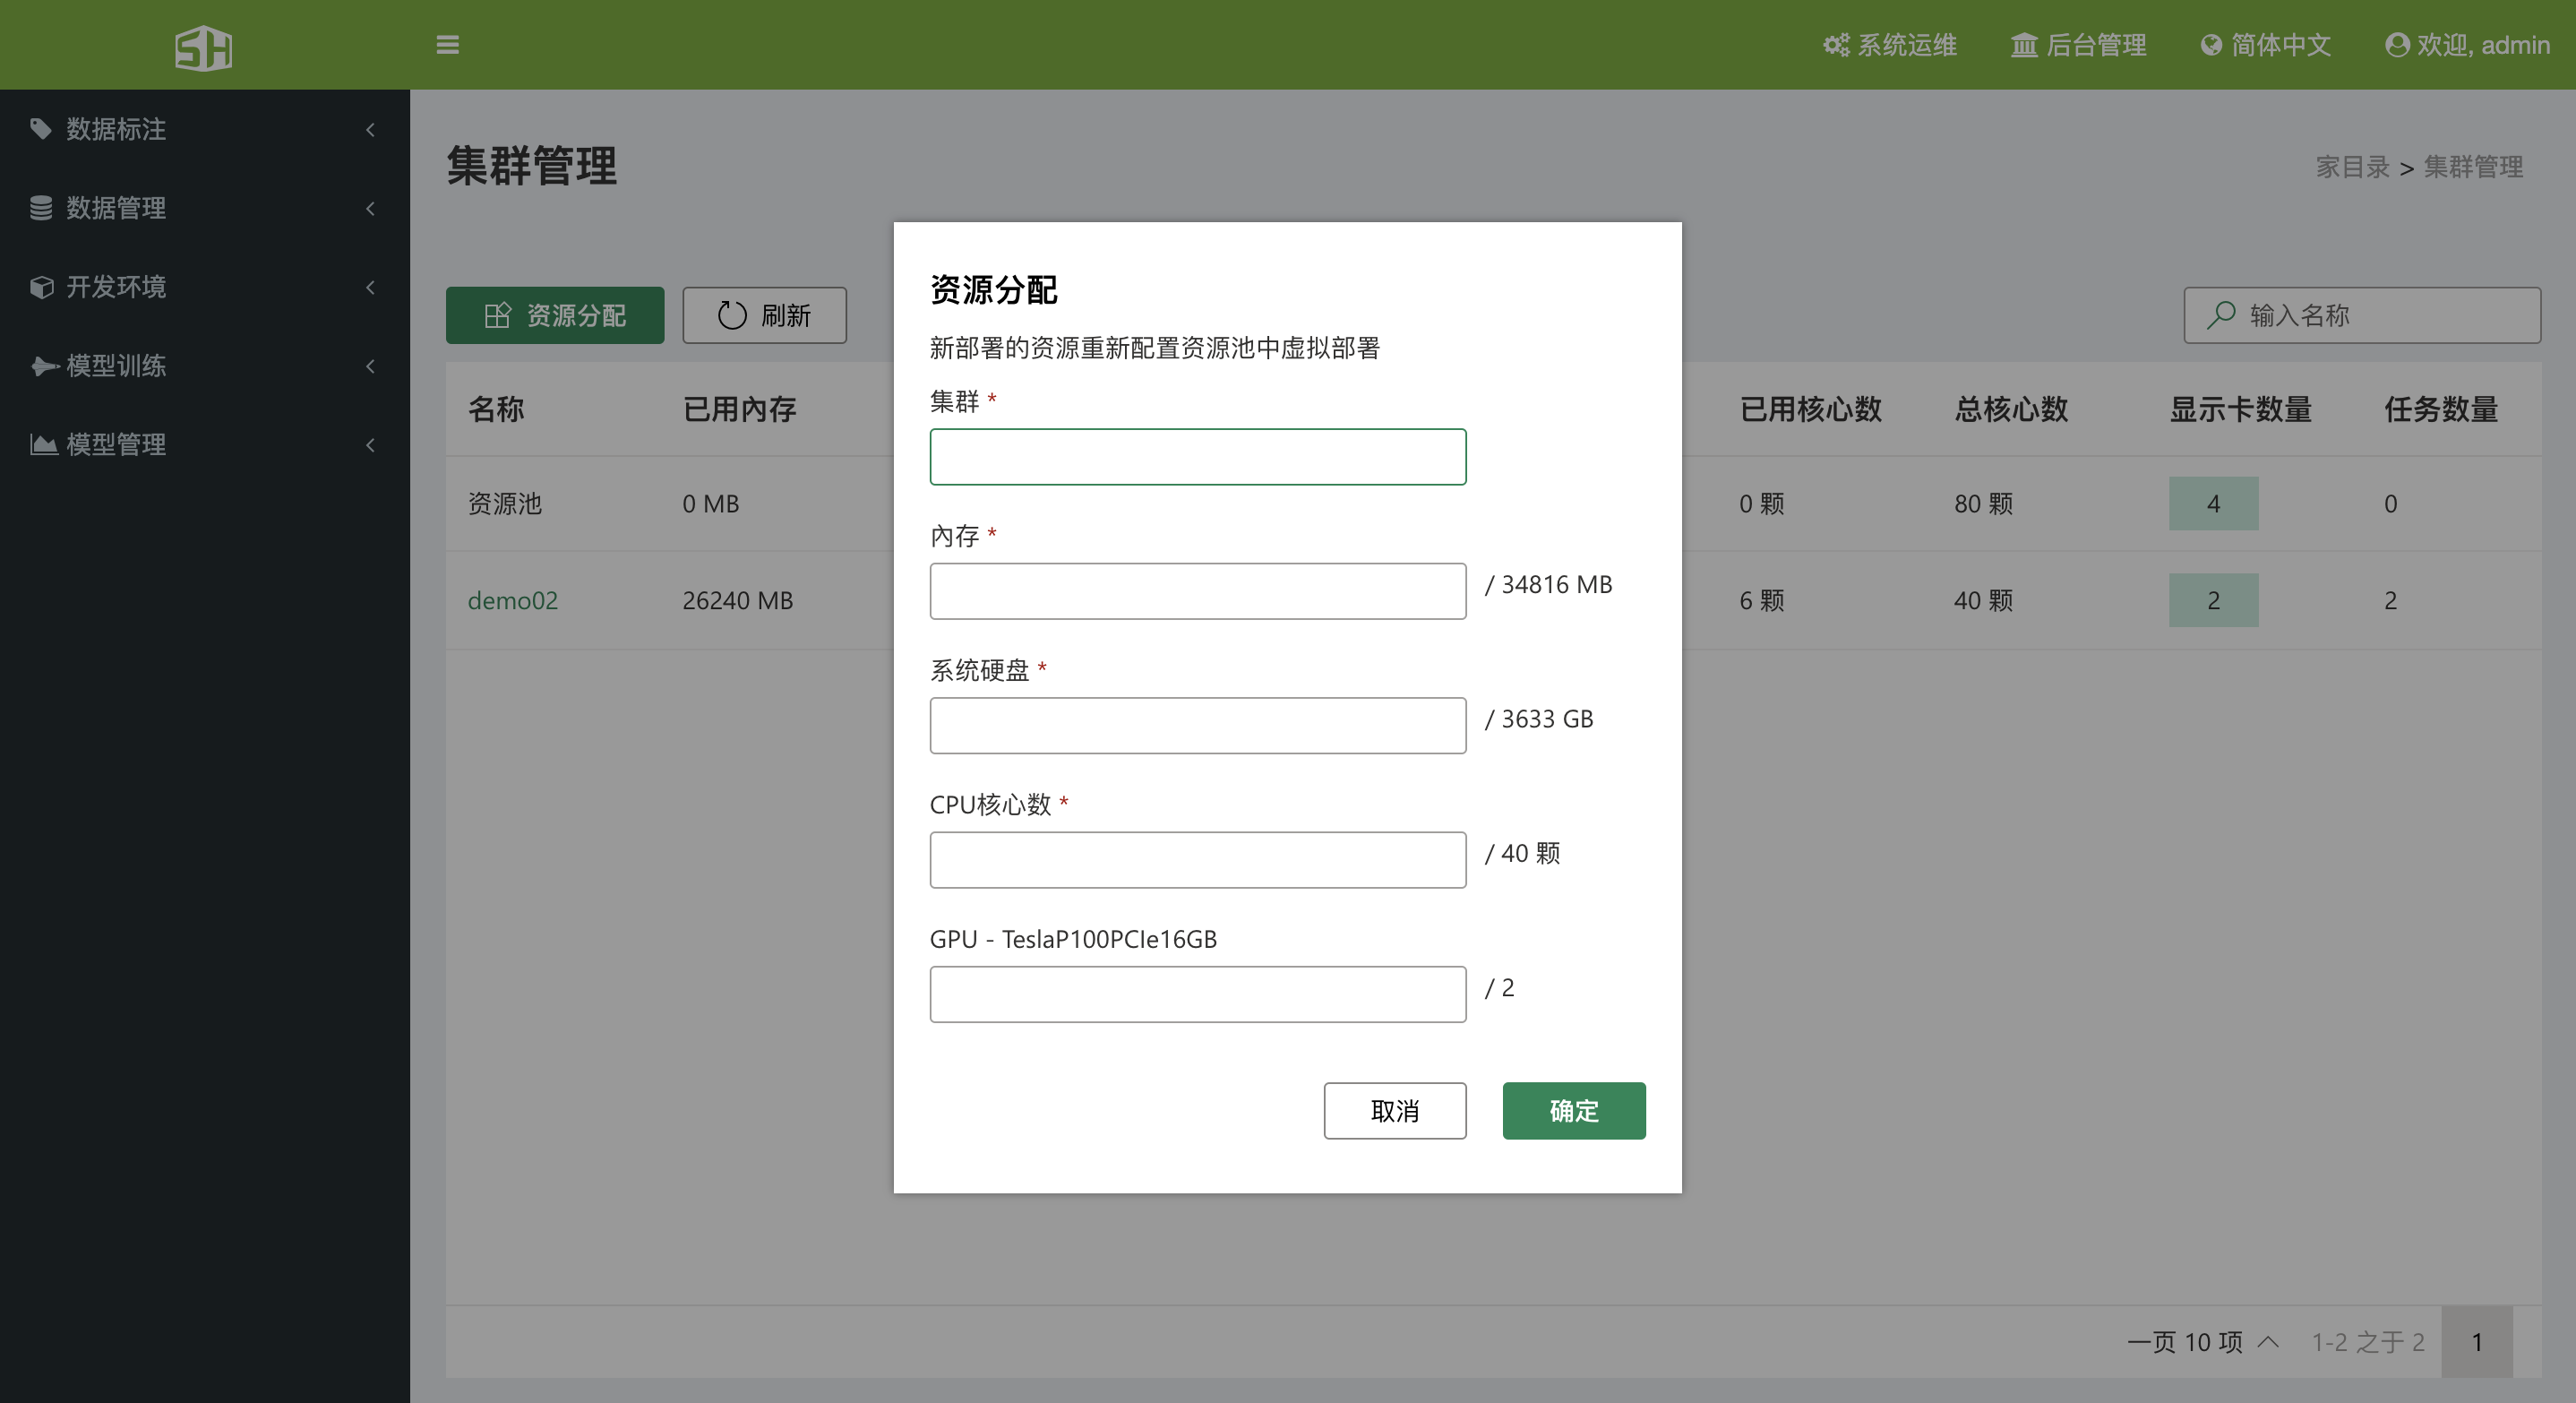 SH
系统运维 后台管理 简体中文 欢迎, admin
数据标注
数据管理
开发环境
模型训练
模型管理
集群管理
家目录 > 集群管理
资源分配 刷新
输入名称
名称 已用內存 已用核心数 总核心数 显示卡数量 任务数量
资源池 0 MB 0 颗 80 颗 4 0
demo02 26240 MB 6 颗 40 颗 2 2
资源分配
新部署的资源重新配置资源池中虚拟部署
集群 *
內存 *
/ 34816 MB
系统硬盘 *
/ 3633 GB
CPU核心数 *
/ 40 颗
GPU - TeslaP100PCIe16GB
/ 2
取消 确定
一页 10 项 1-2 之于 2 1